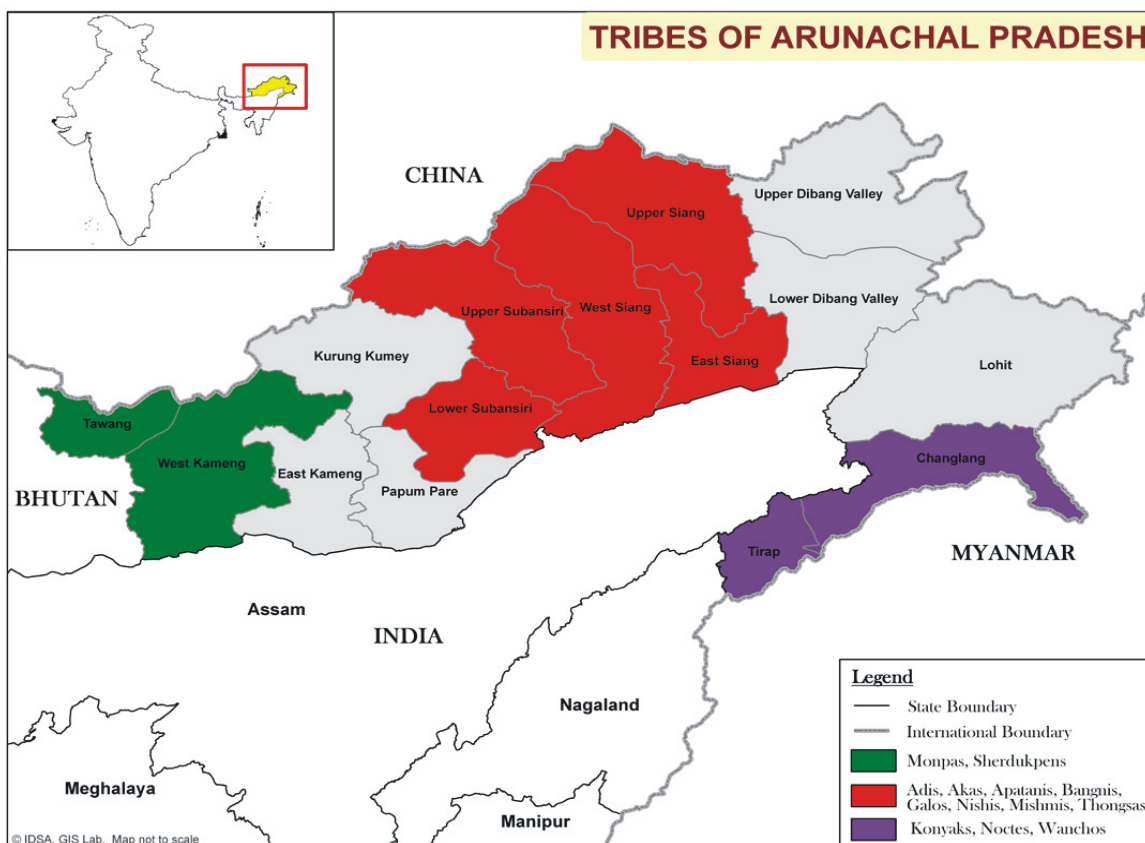 TRIBES OF ARUNACHAL PRADESH
CHINA
Upper Dibang Valley
Upper Siang
Lower Dibang Valley
Upper Subansiri
West Siang
Kurung Kumey
East Siang
Lohit
Lower Subansiri
Tawang
West Kameng
Changlang
East Kameng
BHUTAN
Papum Pare
Tirap
MYANMAR
Assam
INDIA
Nagaland
Meghalaya
Manipur
Legend
State Boundary
International Boundary
Monpas, Sherdukpens
Adis, Akas, Apatanis, Bangnis,
Galos, Nishis, Mishmis, Thongsas
Konyaks, Noctes, Wanchos
© IDSA, GIS Lab. Map not to scale